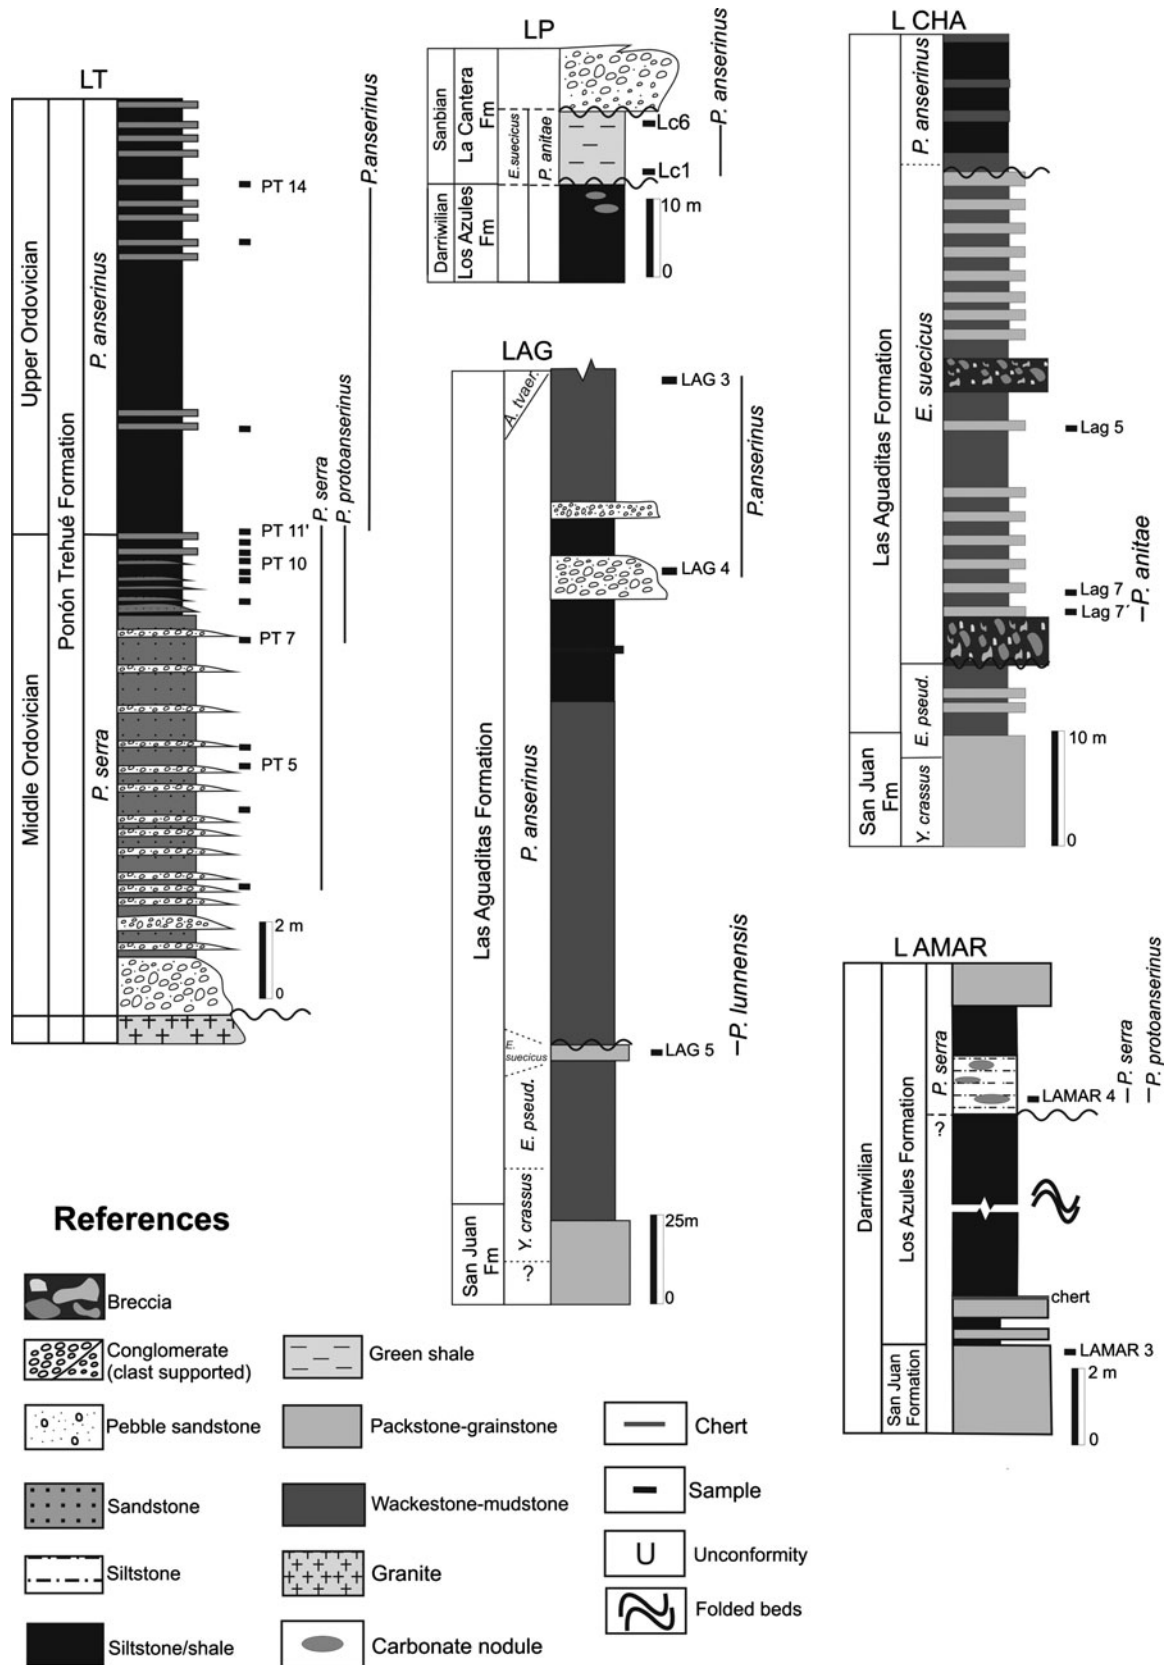 LT
Upper Ordovician
Middle Ordovician
Ponón Trehué Formation
P. anserinus
P. serra
PT 14
PT 11'
PT 10
PT 7
PT 5
P. serra
P. protoanserinus
P.anserinus
2 m
0
LP
Sanbian
Darriwilian
La Cantera
Fm
Los Azules
Fm
E.suecicus
P. anitae
Lc6
Lc1
P. anserinus
10 m
0
LAG
Las Aguaditas Formation
San Juan
Fm
A. tvaer.
P. anserinus
E.
suecicus
E. pseud.
Y. crassus
?
LAG 3
LAG 4
LAG 5
P.anserinus
P. lunnensis
25m
0
L CHA
Las Aguaditas Formation
San Juan
Fm
P. anserinus
E. suecicus
E. pseud.
Y. crassus
Lag 5
Lag 7
Lag 7´
P. anitae
10 m
0
L AMAR
Darriwilian
Los Azules Formation
San Juan
Formation
P. serra
?
LAMAR 4
P. serra
P. protoanserinus
chert
LAMAR 3
2 m
0
References
Breccia
Conglomerate
(clast supported)
Pebble sandstone
Sandstone
Siltstone
Siltstone/shale
Green shale
Packstone-grainstone
Wackestone-mudstone
Granite
Carbonate nodule
Chert
Sample
U
Unconformity
Folded beds